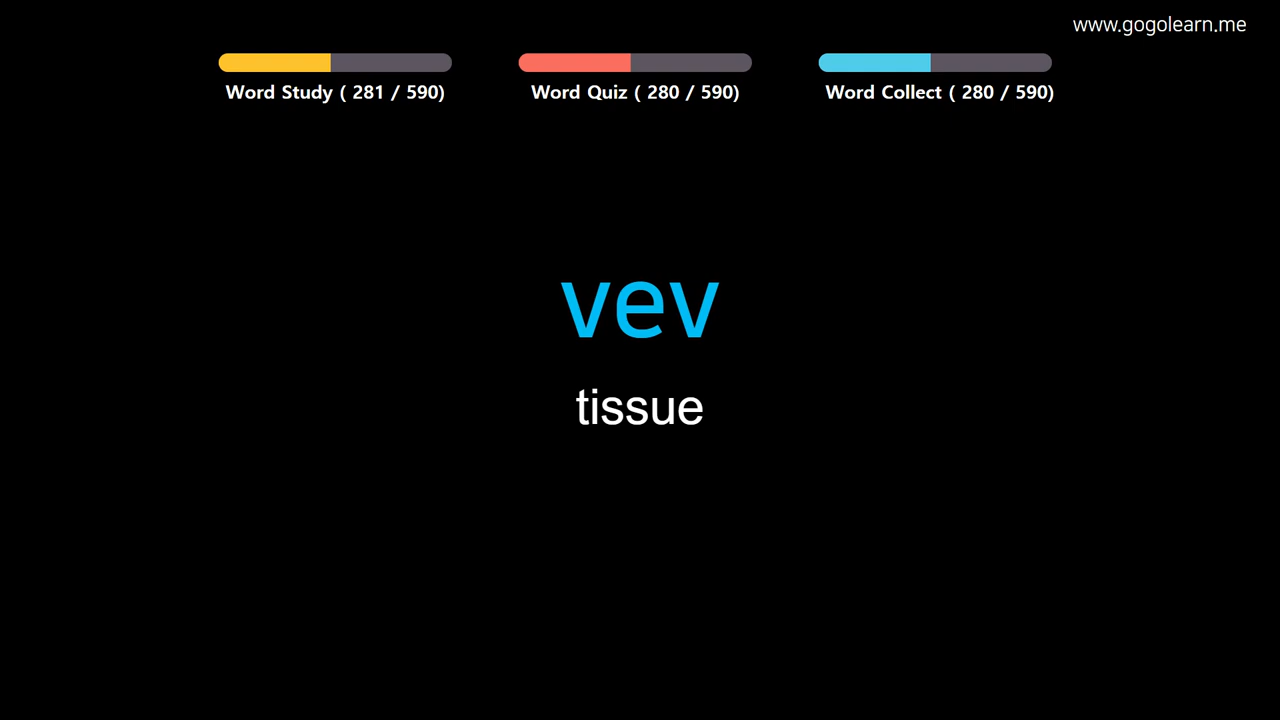 www.gogolearn.me
Word Study ( 281 / 590)
Word Quiz ( 280 / 590)
Word Collect ( 280 / 590)
vev
tissue